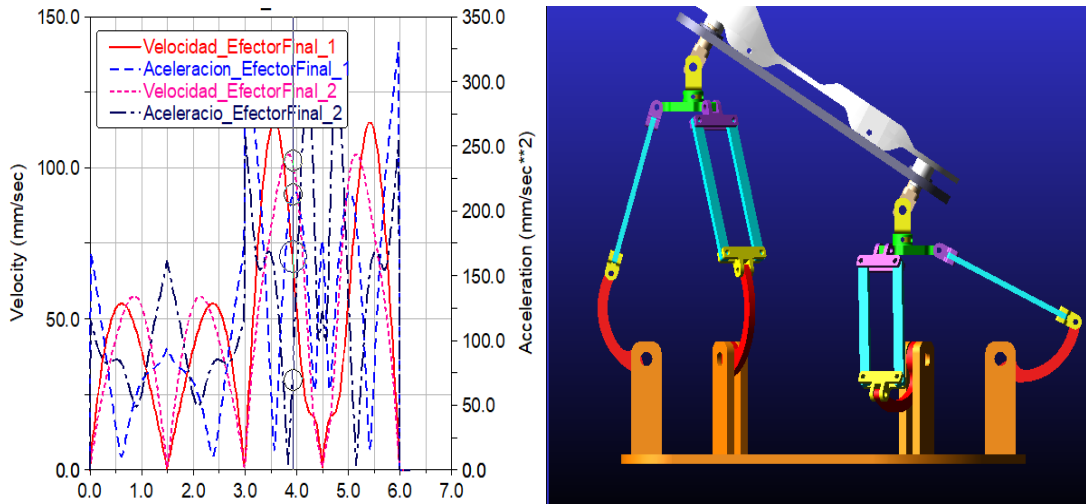 Velocidad_EfectorFinal_1
Aceleracion_EfectorFinal_1
Velocidad_EfectorFinal_2
Aceleracio_EfectorFinal_2
Velocity (mm/sec)
150.0
100.0
50.0
0.0
Acceleration (mm/sec**2)
350.0
300.0
250.0
200.0
150.0
100.0
50.0
0.0
0.0 1.0 2.0 3.0 4.0 5.0 6.0 7.0